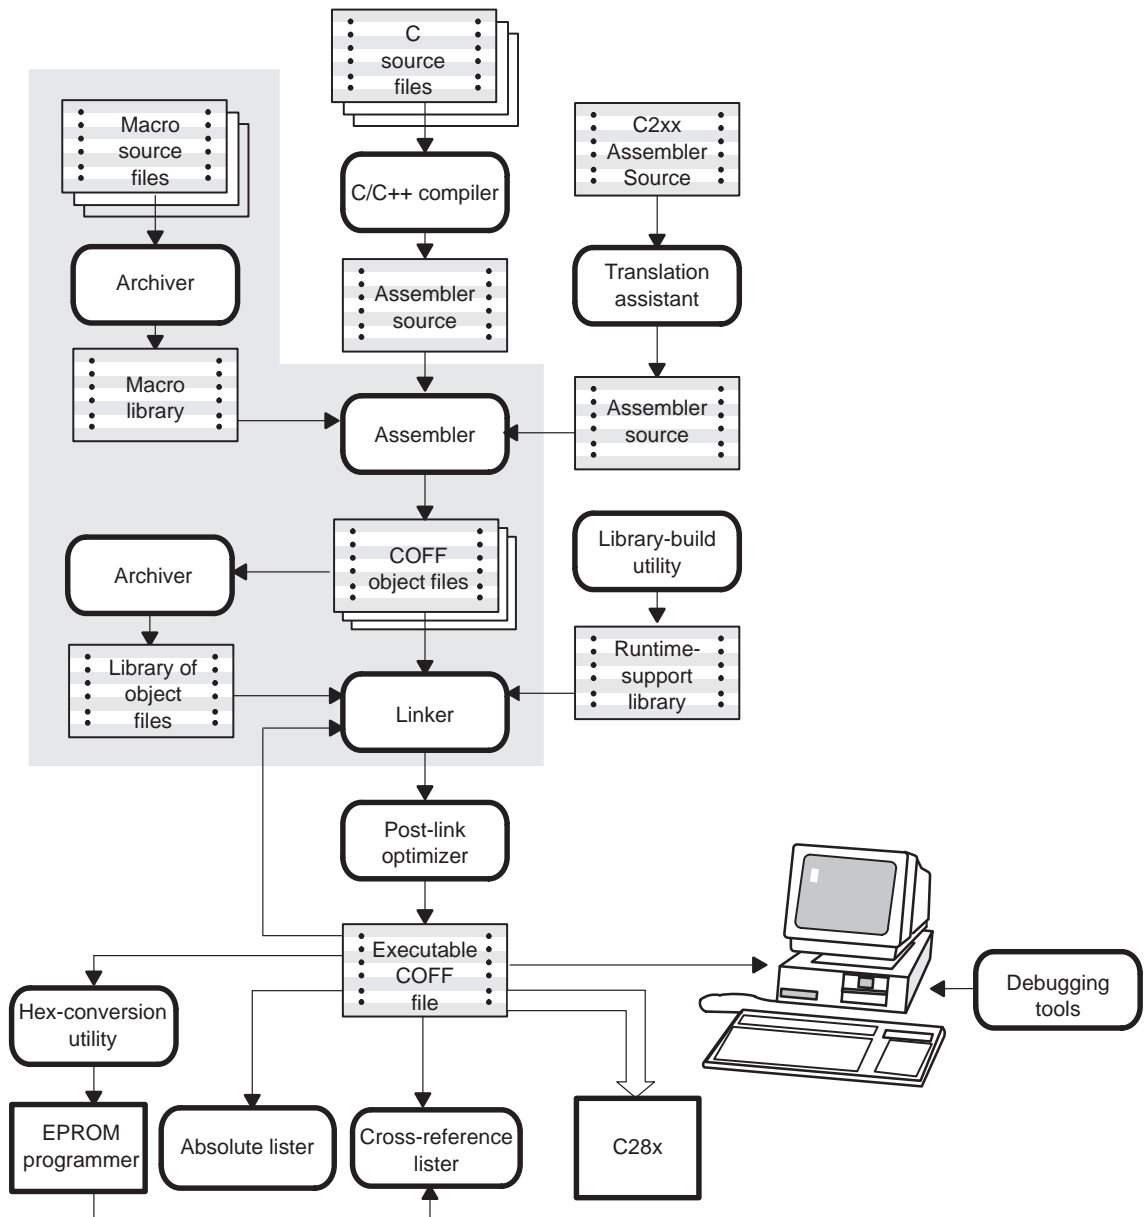 C
source
files
Macro
source
files
C2xx
Assembler
Source
C/C++ compiler
Archiver
Translation
assistant
Assembler
source
Macro
library
Assembler
Assembler
source
COFF
object files
Library-build
utility
Archiver
Library of
object
files
Runtime-
support
library
Linker
Post-link
optimizer
Executable
COFF
file
Debugging
tools
Hex-conversion
utility
EPROM
programmer
Absolute lister
Cross-reference
lister
C28x